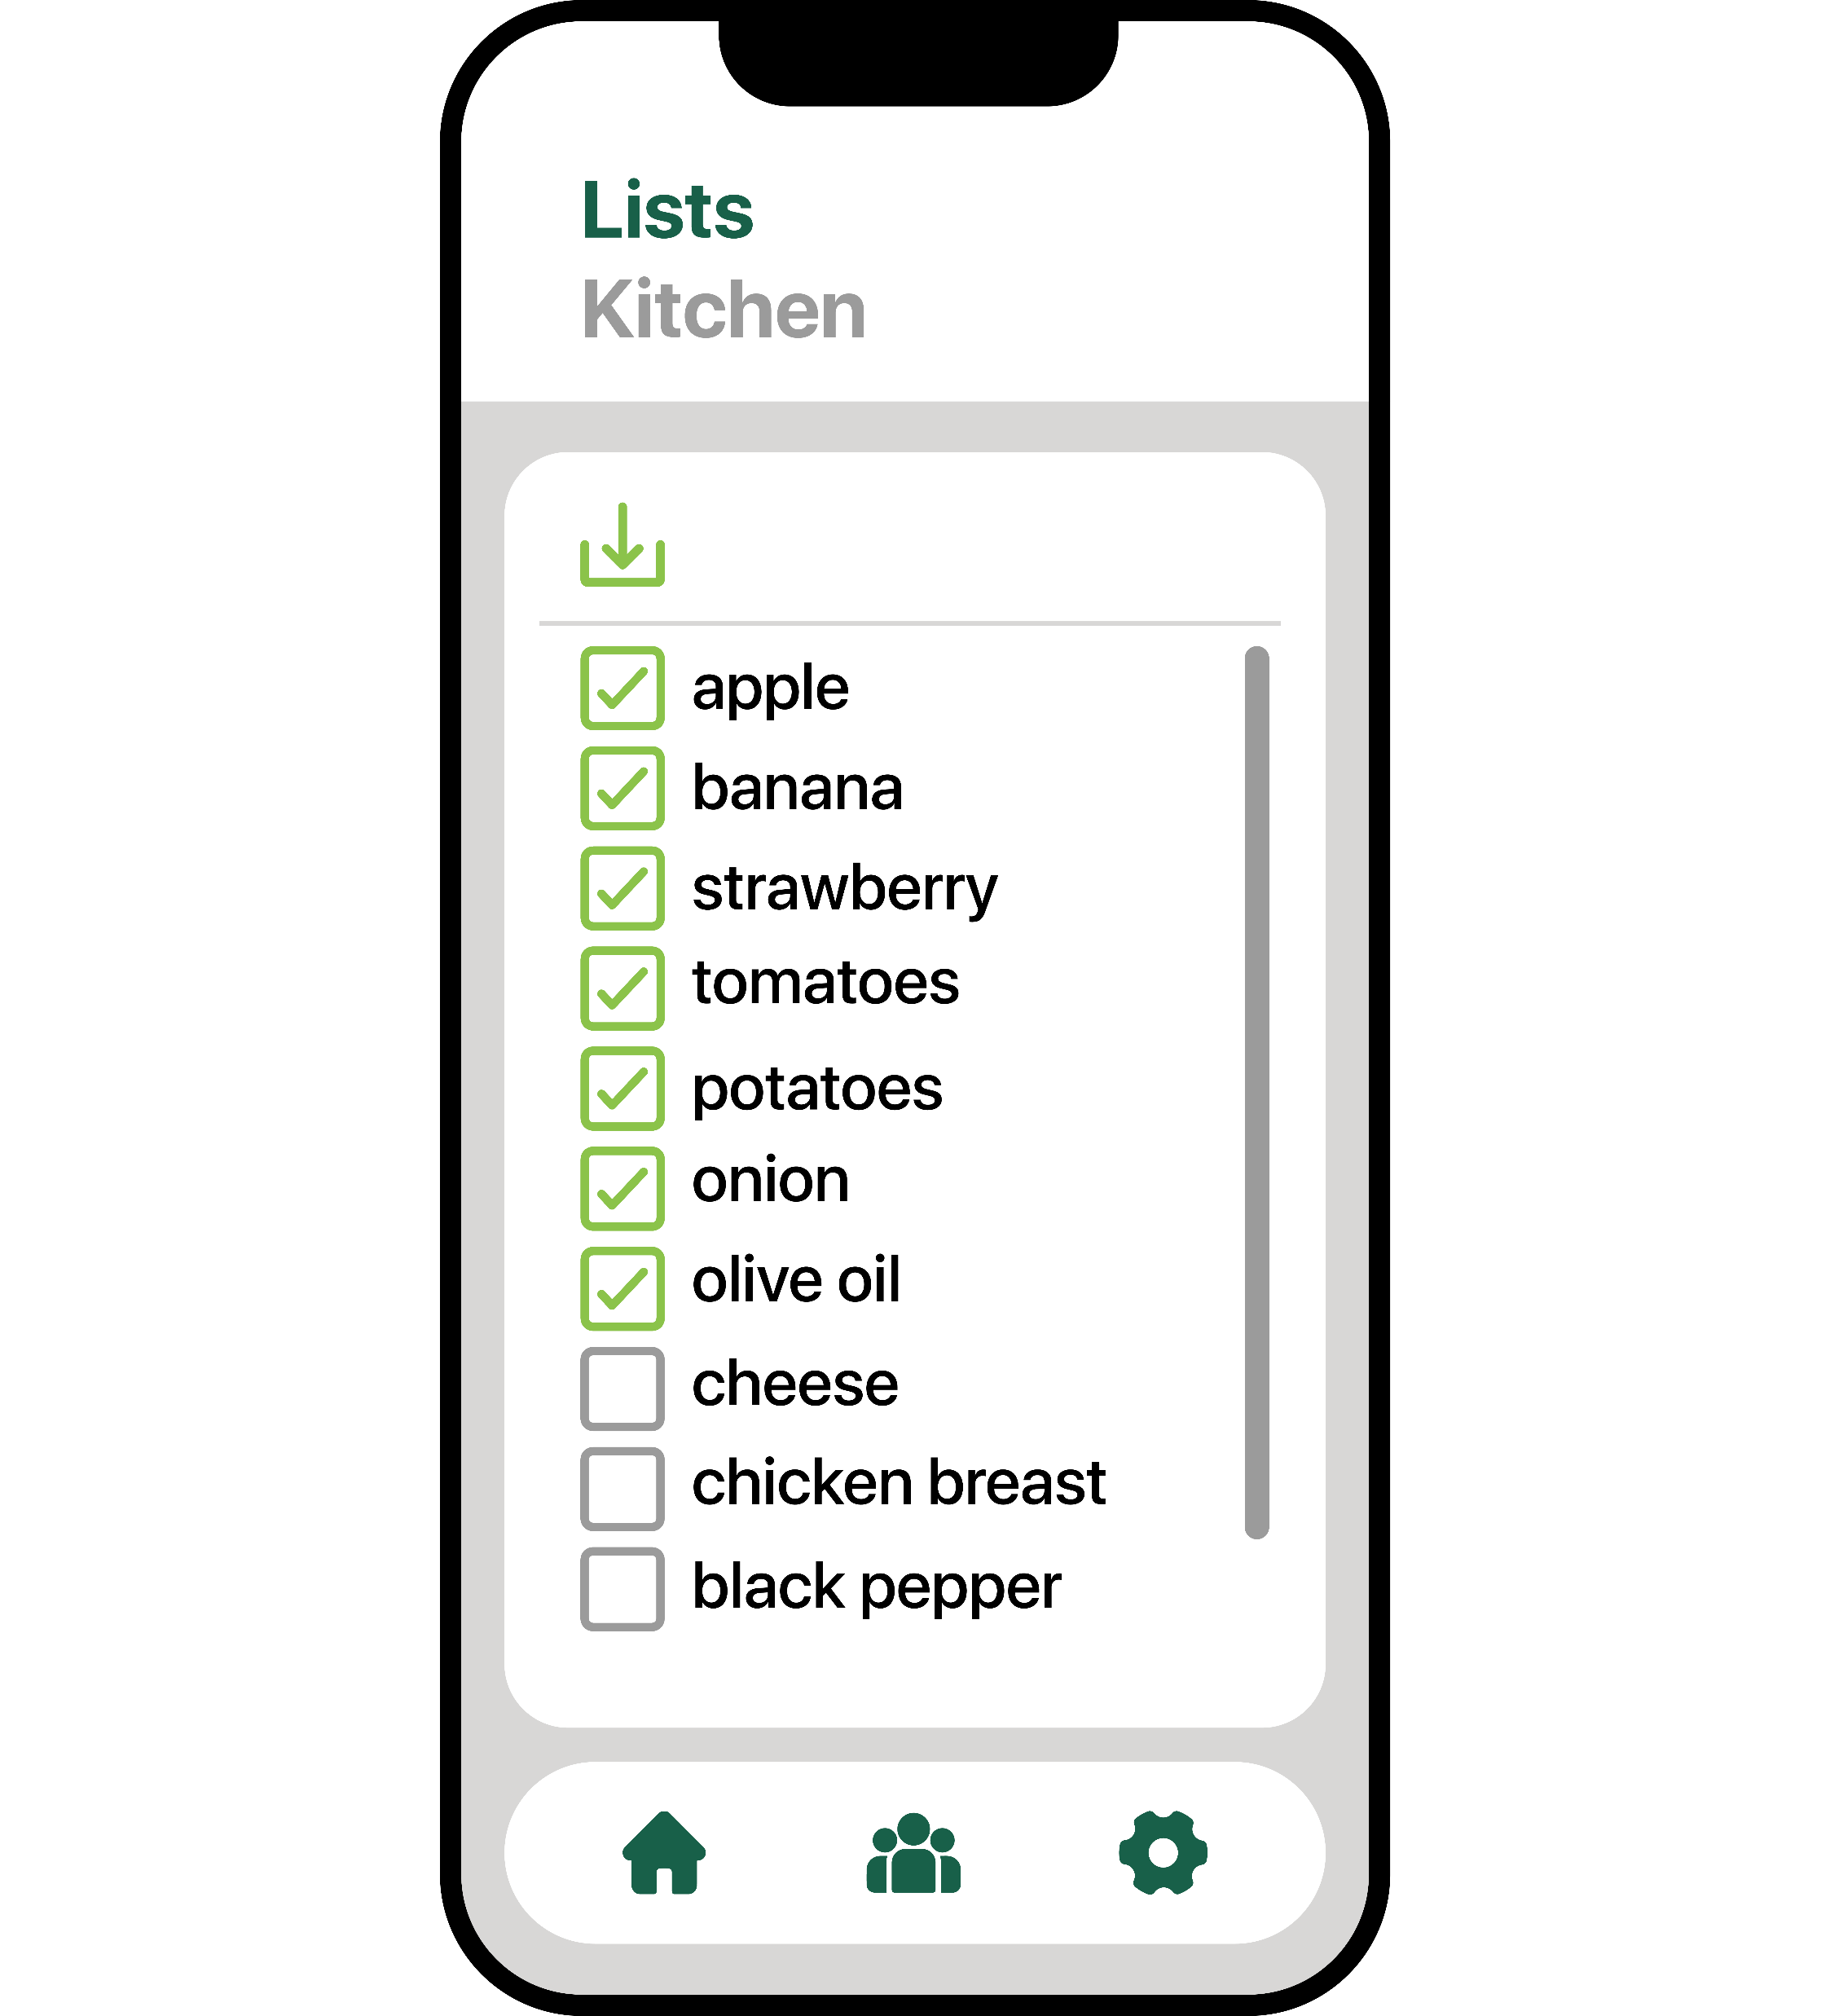 Lists
Kitchen
apple
banana
strawberry
tomatoes
potatoes
onion
olive oil
cheese
chicken breast
black pepper